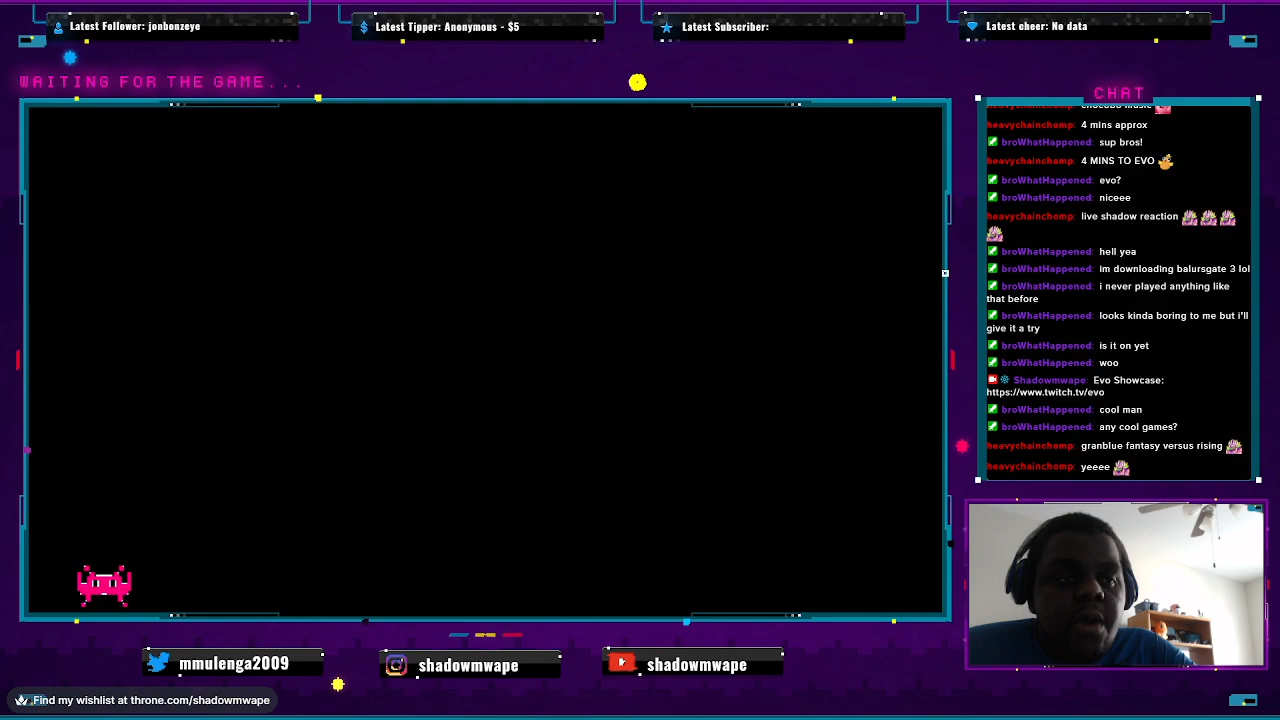 Latest Follower: jonbonzeye
Latest Tipper: Anonymous - $5
Latest Subscriber:
Latest cheer: No data
WAITING FOR THE GAME...
CHAT
heavychainchomp: chocobo music
heavychainchomp: 4 mins approx
broWhatHappened: sup bros!
heavychainchomp: 4 MINS TO EVO
broWhatHappened: evo?
broWhatHappened: niceee
heavychainchomp: live shadow reaction
broWhatHappened: hell yea
broWhatHappened: im downloading balursgate 3 lol
broWhatHappened: i never played anything like
that before
broWhatHappened: looks kinda boring to me but i'll
give it a try
broWhatHappened: is it on yet
broWhatHappened: woo
Shadowmwape: Evo Showcase:
https://www.twitch.tv/evo
broWhatHappened: cool man
broWhatHappened: any cool games?
heavychainchomp: granblue fantasy versus rising
heavychainchomp: yeeee
mmulenga2009
shadowmwape
shadowmwape
Find my wishlist at throne.com/shadowmwape